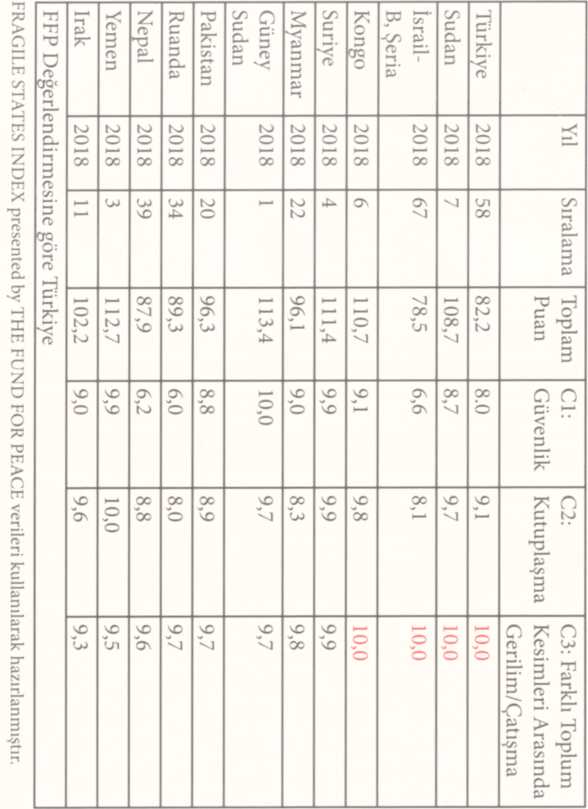 Yıl Sıralama Toplam Puan C1: Güvenlik C2: Kutuplaşma C3: Farklı Toplum Kesimleri Arasında Gerilim/Çatışma
Türkiye 2018 58 82,2 8.0 9,1 10,0
Sudan 2018 7 108,7 8,7 9,7 10,0
İsrail-B, Şeria 2018 67 78,5 6,6 8,1 10,0
Kongo 2018 6 110,7 9,1 9,8 10,0
Suriye 2018 4 111,4 9,9 9,9 9,9
Myanmar 2018 22 96,1 9,0 8,3 9,8
Güney Sudan 2018 1 113,4 10,0 9,7 9,7
Pakistan 2018 20 96,3 8,8 8,9 9,7
Ruanda 2018 34 89,3 6,0 8,0 9,7
Nepal 2018 39 87,9 6,2 8,8 9,6
Yemen 2018 3 112,7 9,9 10,0 9,5
Irak 2018 11 102,2 9,0 9,6 9,3
FFP Değerlendirmesine göre Türkiye
FRAGILE STATES INDEX presented by THE FUND FOR PEACE verileri kullanılarak hazırlanmıştır.